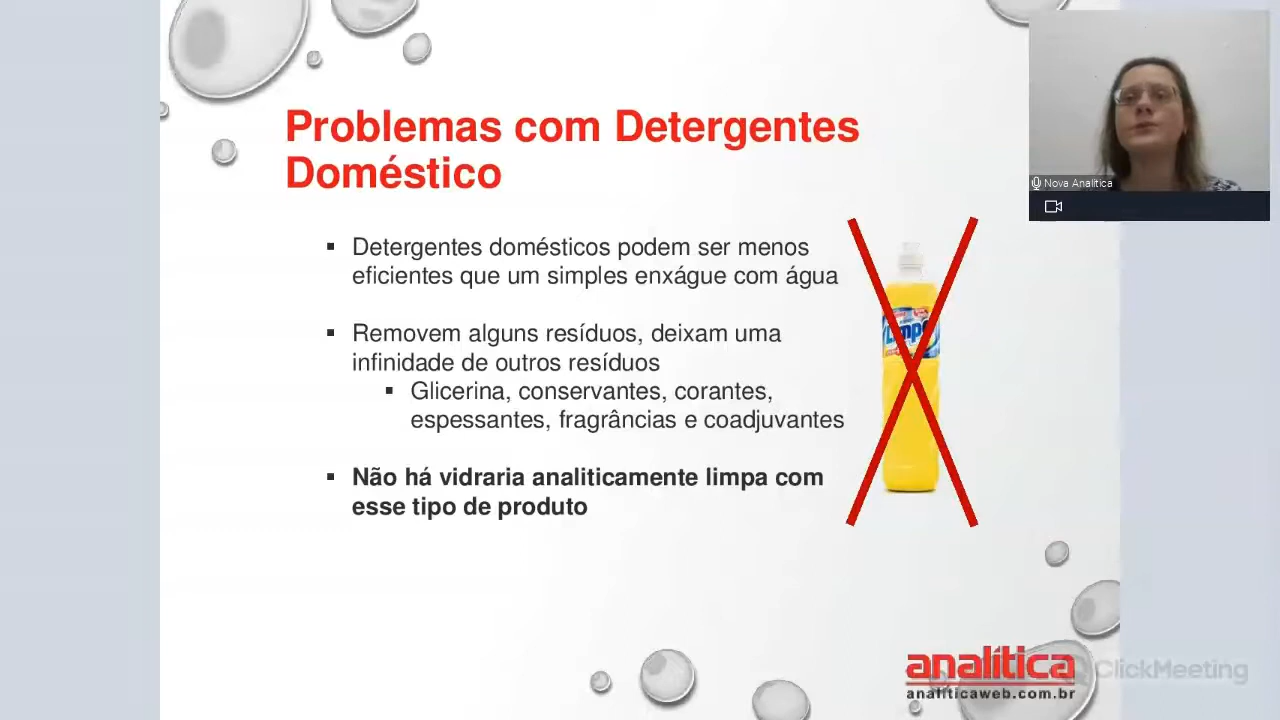 Problemas com Detergentes
Doméstico
Nova Analitica
Detergentes domésticos podem ser menos
eficientes que um simples enxágue com água
Removem alguns resíduos, deixam uma
infinidade de outros resíduos
Glicerina, conservantes, corantes,
espessantes, fragrâncias e coadjuvantes
Não há vidraria analiticamente limpa com
esse tipo de produto
analítica
analiticaweb.com.br
ClickMeeting